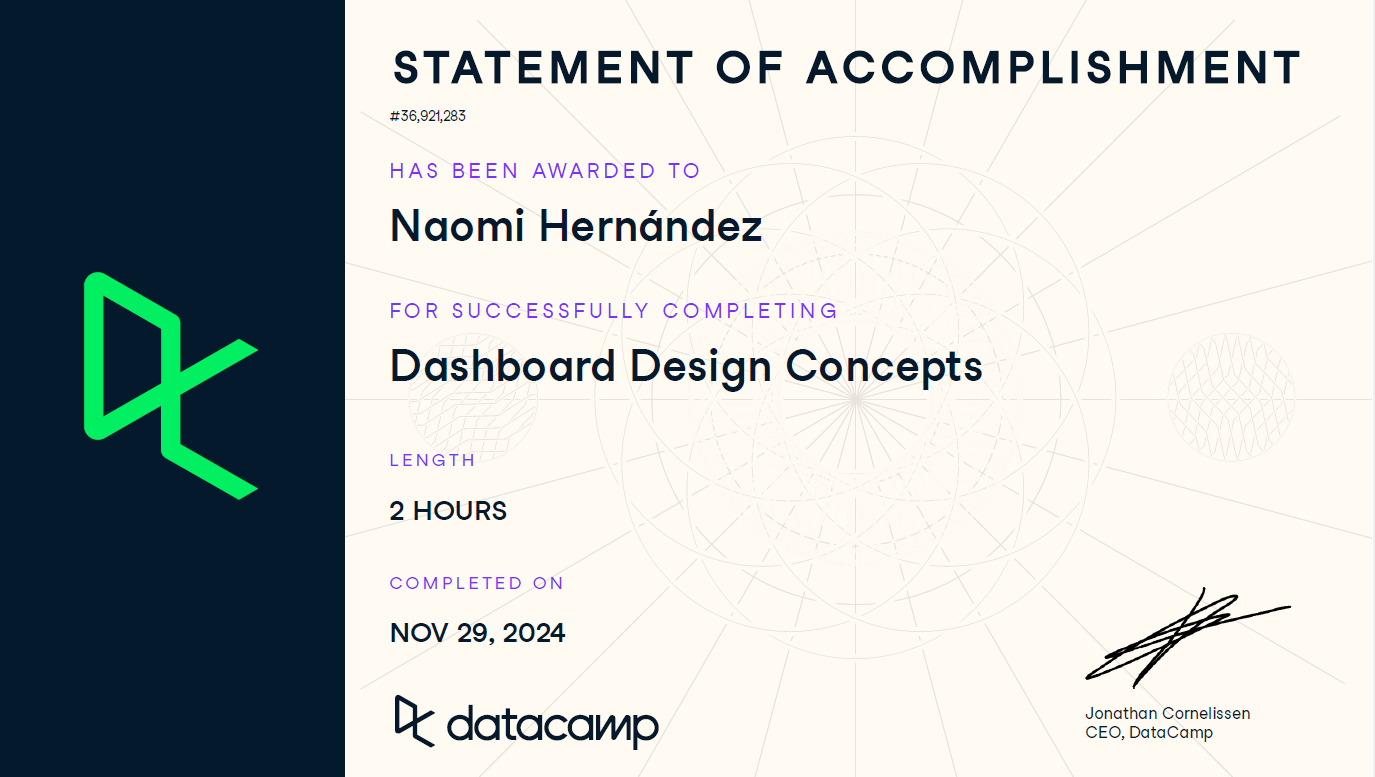 STATEMENT OF ACCOMPLISHMENT
#36,921,283
HAS BEEN AWARDED TO
Naomi Hernández
FOR SUCCESSFULLY COMPLETING
Dashboard Design Concepts
LENGTH
2 HOURS
COMPLETED ON
NOV 29, 2024
datacamp
Jonathan Cornelissen
CEO, DataCamp